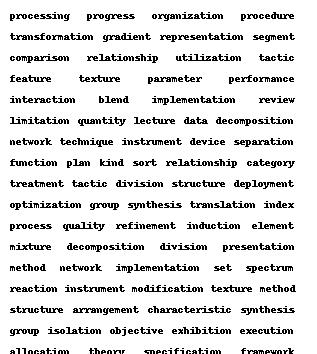 processing progress organization procedure
transformation gradient representation segment
comparison relationship utilization tactic
feature texture parameter performance
interaction blend implementation review
limitation quantity lecture data decomposition
network technique instrument device separation
function plan kind sort relationship category
treatment tactic division structure deployment
optimization group synthesis translation index
process quality refinement induction element
mixture decomposition division presentation
method network implementation set spectrum
reaction instrument modification texture method
structure arrangement characteristic synthesis
group isolation objective exhibition execution
allocation theory specification framework